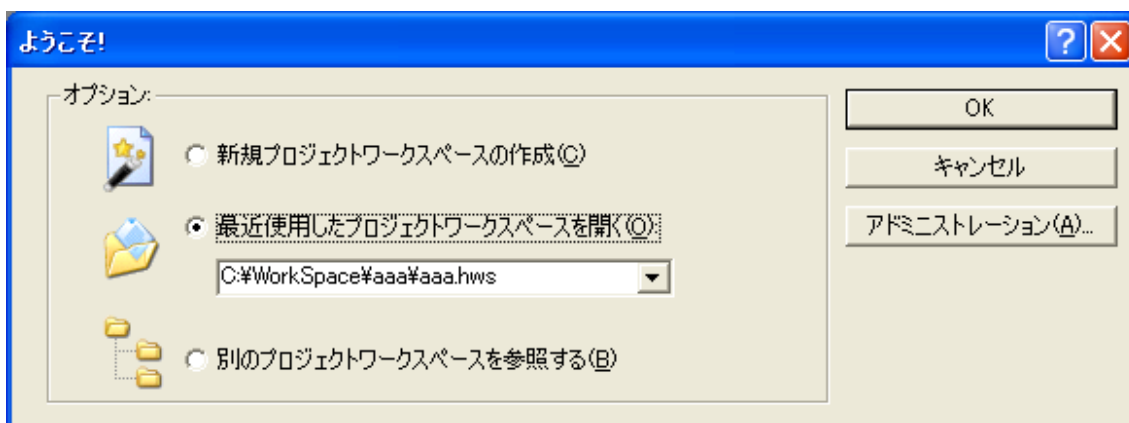 ようこそ!
オプション:
新規プロジェクトワークスペースの作成(C)
最近使用したプロジェクトワークスペースを開く(O):
C:¥WorkSpace¥aaa¥aaa.hws
別のプロジェクトワークスペースを参照する(B)
OK
キャンセル
アドミニストレーション(A)...